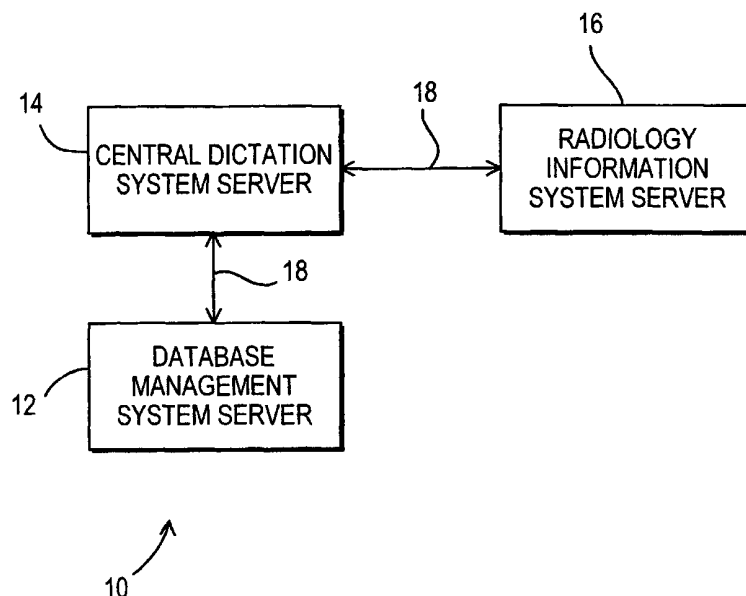 16
14
18
CENTRAL DICTATION
SYSTEM SERVER
RADIOLOGY
INFORMATION
SYSTEM SERVER
18
12
DATABASE
MANAGEMENT
SYSTEM SERVER
10